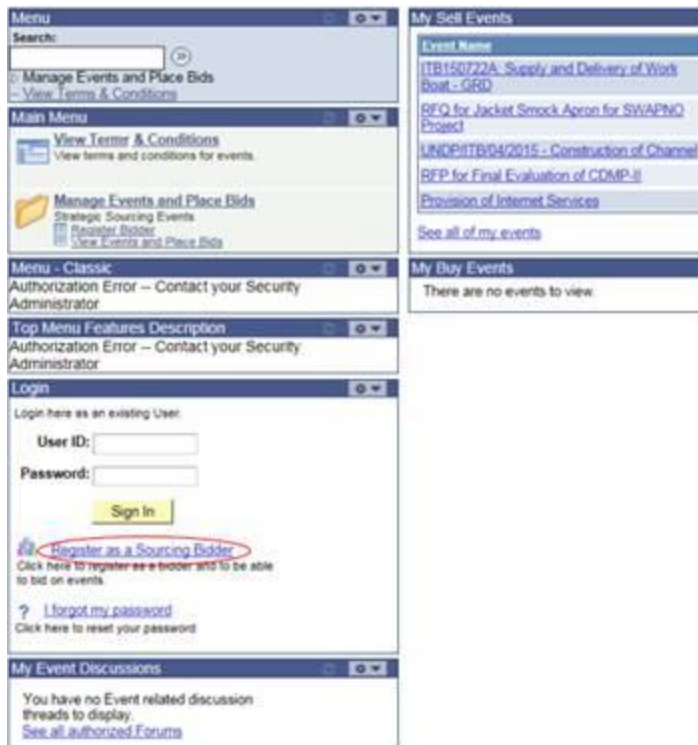 Menu
Search:
Manage Events and Place Bids
View Terms & Conditions
Main Menu
View Terms & Conditions
View terms and conditions for events.
Manage Events and Place Bids
Strategic Sourcing Events.
Register Bidder
View Events and Place Bids
Menu - Classic
Authorization Error -- Contact your Security
Administrator
Top Menu Features Description
Authorization Error -- Contact your Security
Administrator
Login
Login here as an existing User.
User ID:
Password:
Sign In
Register as a Sourcing Bidder
Click here to register as a bidder and to be able
to bid on events.
? I forgot my password
Click here to reset your password
My Event Discussions
You have no Event related discussion
threads to display.
See all authorized Forums
My Sell Events
Event Name
ITB150722A: Supply and Delivery of Work
Boat - GRD
RFQ for Jacket Smock Apron for SWAPNO
Project
UNDP/ITB/04/2015 - Construction of Channel
RFP for Final Evaluation of CDMP-II
Provision of Internet Services
See all of my events
My Buy Events
There are no events to view.